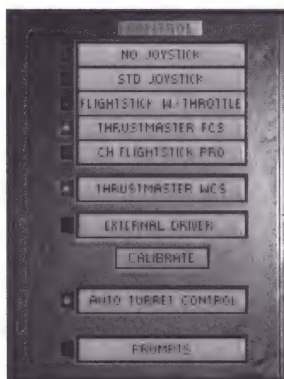 CONTROL
NO JOYSTICK
STD JOYSTICK
FLIGHTSTICK W. THROTTLE
THRUSTMASTER FCS
CH FLIGHTSTICK PRO
THRUSTMASTER WCS
EXTERNAL DRIVER
CALIBRATE
AUTO TURRET CONTROL
PROMPTS